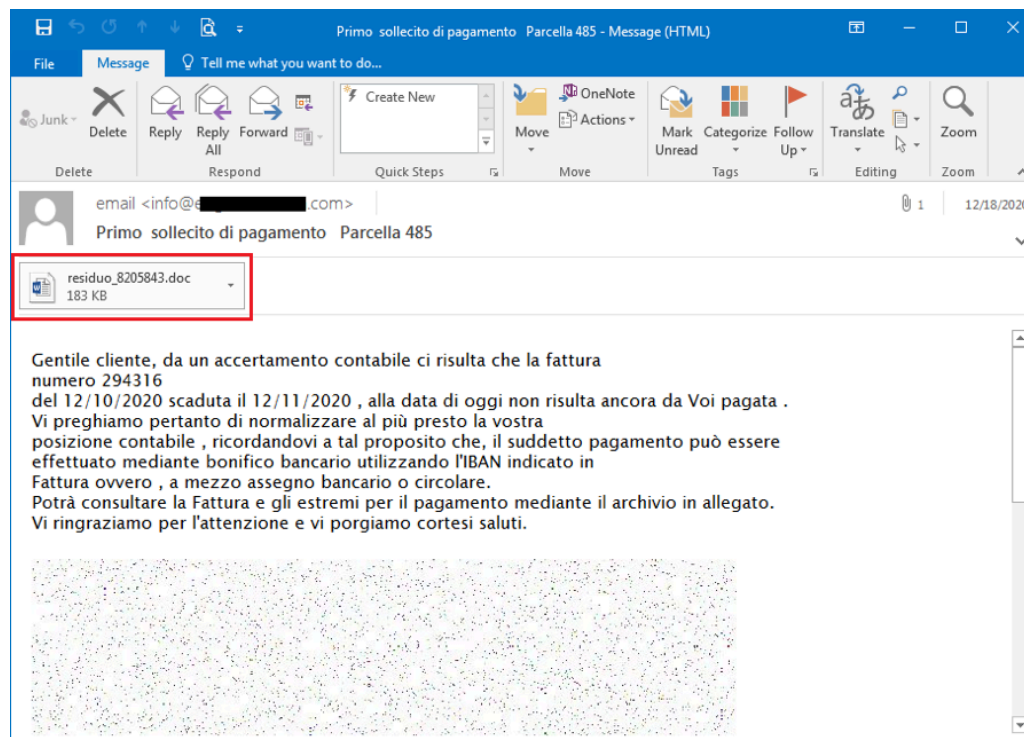 Primo sollecito di pagamento Parcella 485 - Message (HTML)
File Message Tell me what you want to do...
Junk Delete Reply Reply All Forward Create New Move OneNote Actions Mark Unread Categorize Follow Up Translate Zoom
Delete Respond Quick Steps Move Tags Editing Zoom
email <info@e .com> 1 12/18/2020
Primo sollecito di pagamento Parcella 485
residuo_8205843.doc
183 KB
Gentile cliente, da un accertamento contabile ci risulta che la fattura
numero 294316
del 12/10/2020 scaduta il 12/11/2020 , alla data di oggi non risulta ancora da Voi pagata .
Vi preghiamo pertanto di normalizzare al più presto la vostra
posizione contabile , ricordandovi a tal proposito che, il suddetto pagamento può essere
effettuato mediante bonifico bancario utilizzando l'IBAN indicato in
Fattura ovvero , a mezzo assegno bancario o circolare.
Potrà consultare la Fattura e gli estremi per il pagamento mediante il archivio in allegato.
Vi ringraziamo per l'attenzione e vi porgiamo cortesi saluti.